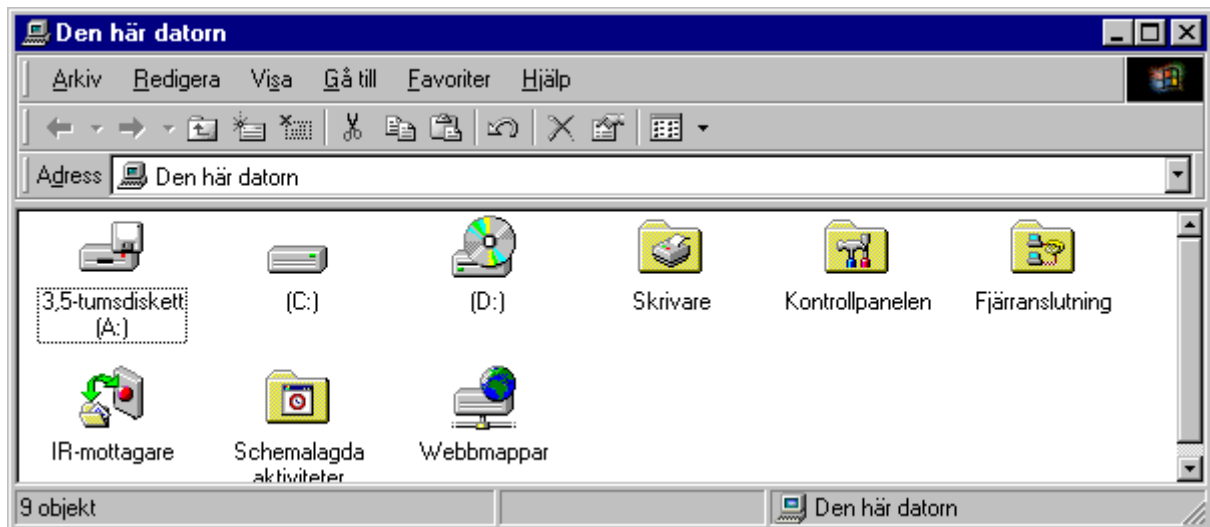 Den här datorn
Arkiv Redigera Visa Gå till Favoriter Hjälp
Adress Den här datorn
3,5-tumsdiskett (C:) (D:) Skrivare Kontrollpanelen Fjärranslutning
(A:)
IR-mottagare Schemalagda Webbmappar
aktiviteter
9 objekt Den här datorn